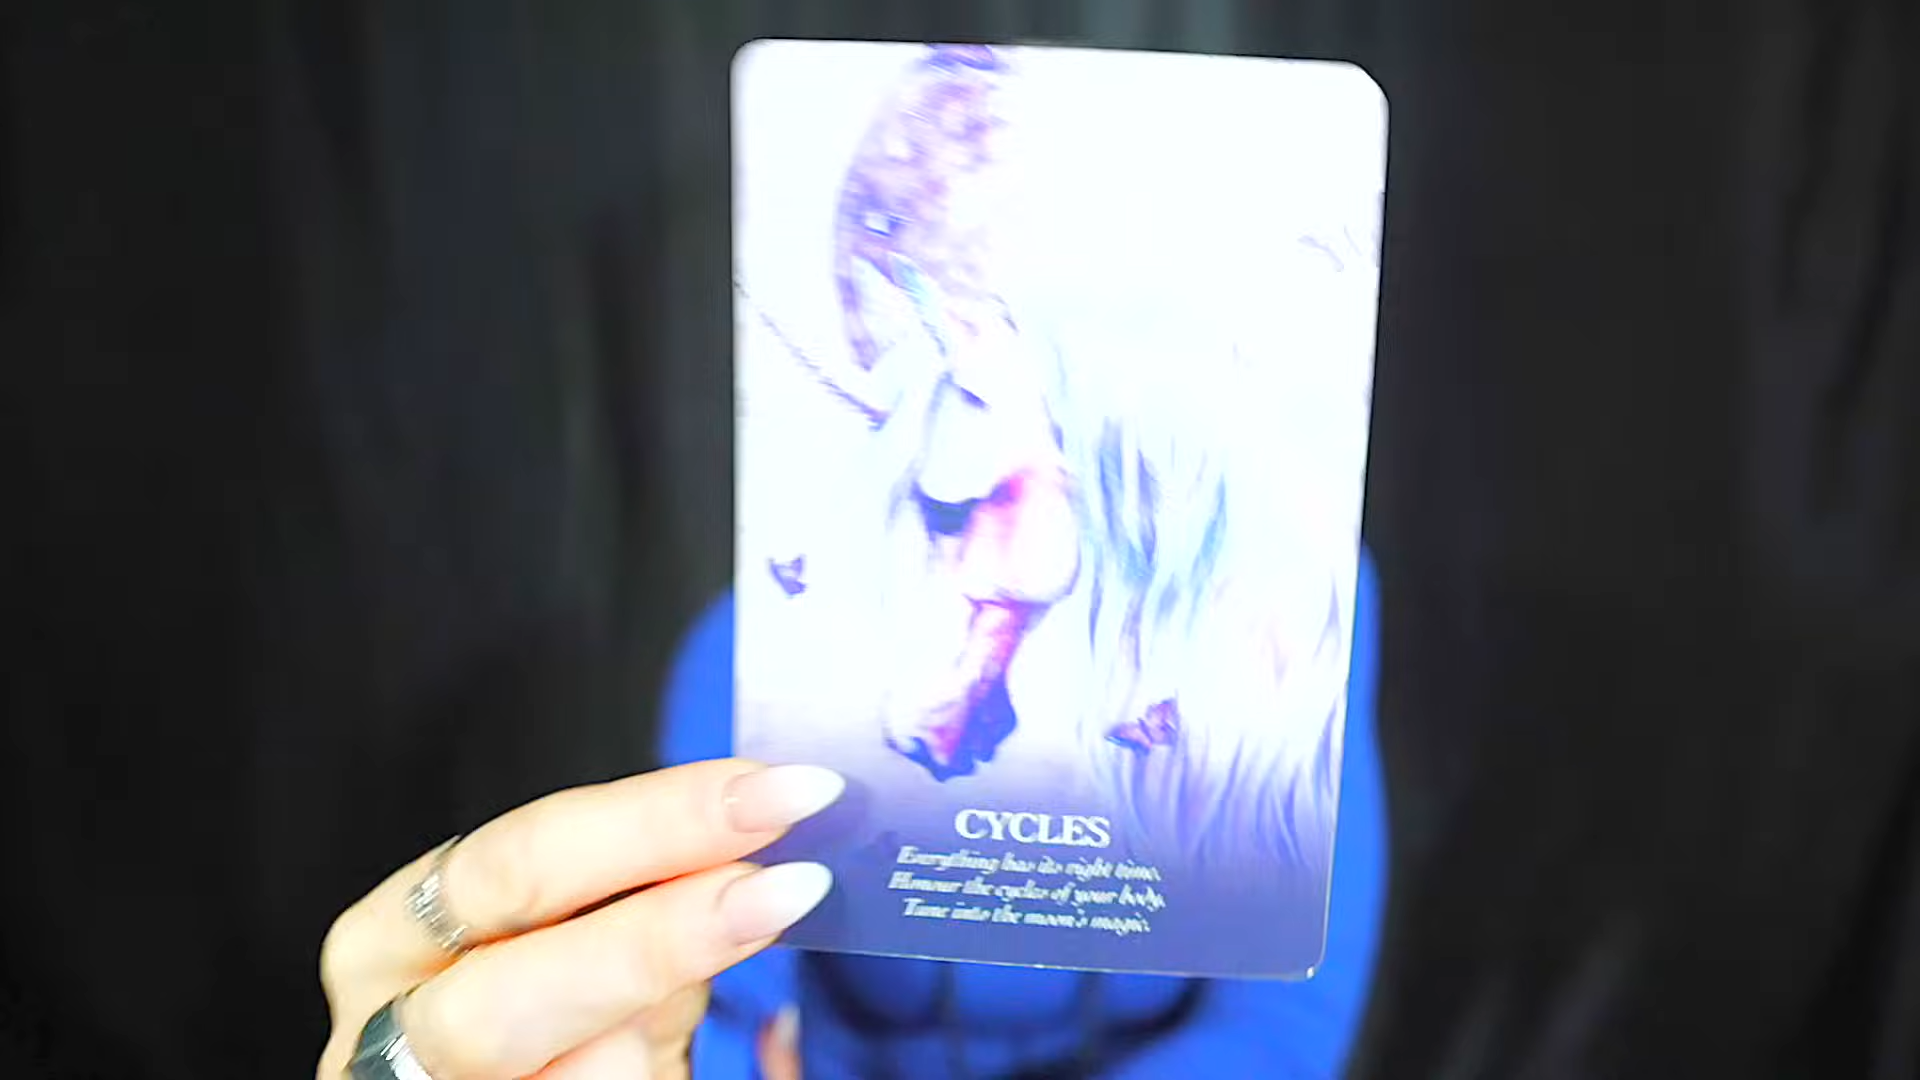 CYCLES
Everything has its right time.
Honour the cycles of your body.
Tune into the moon's magic.